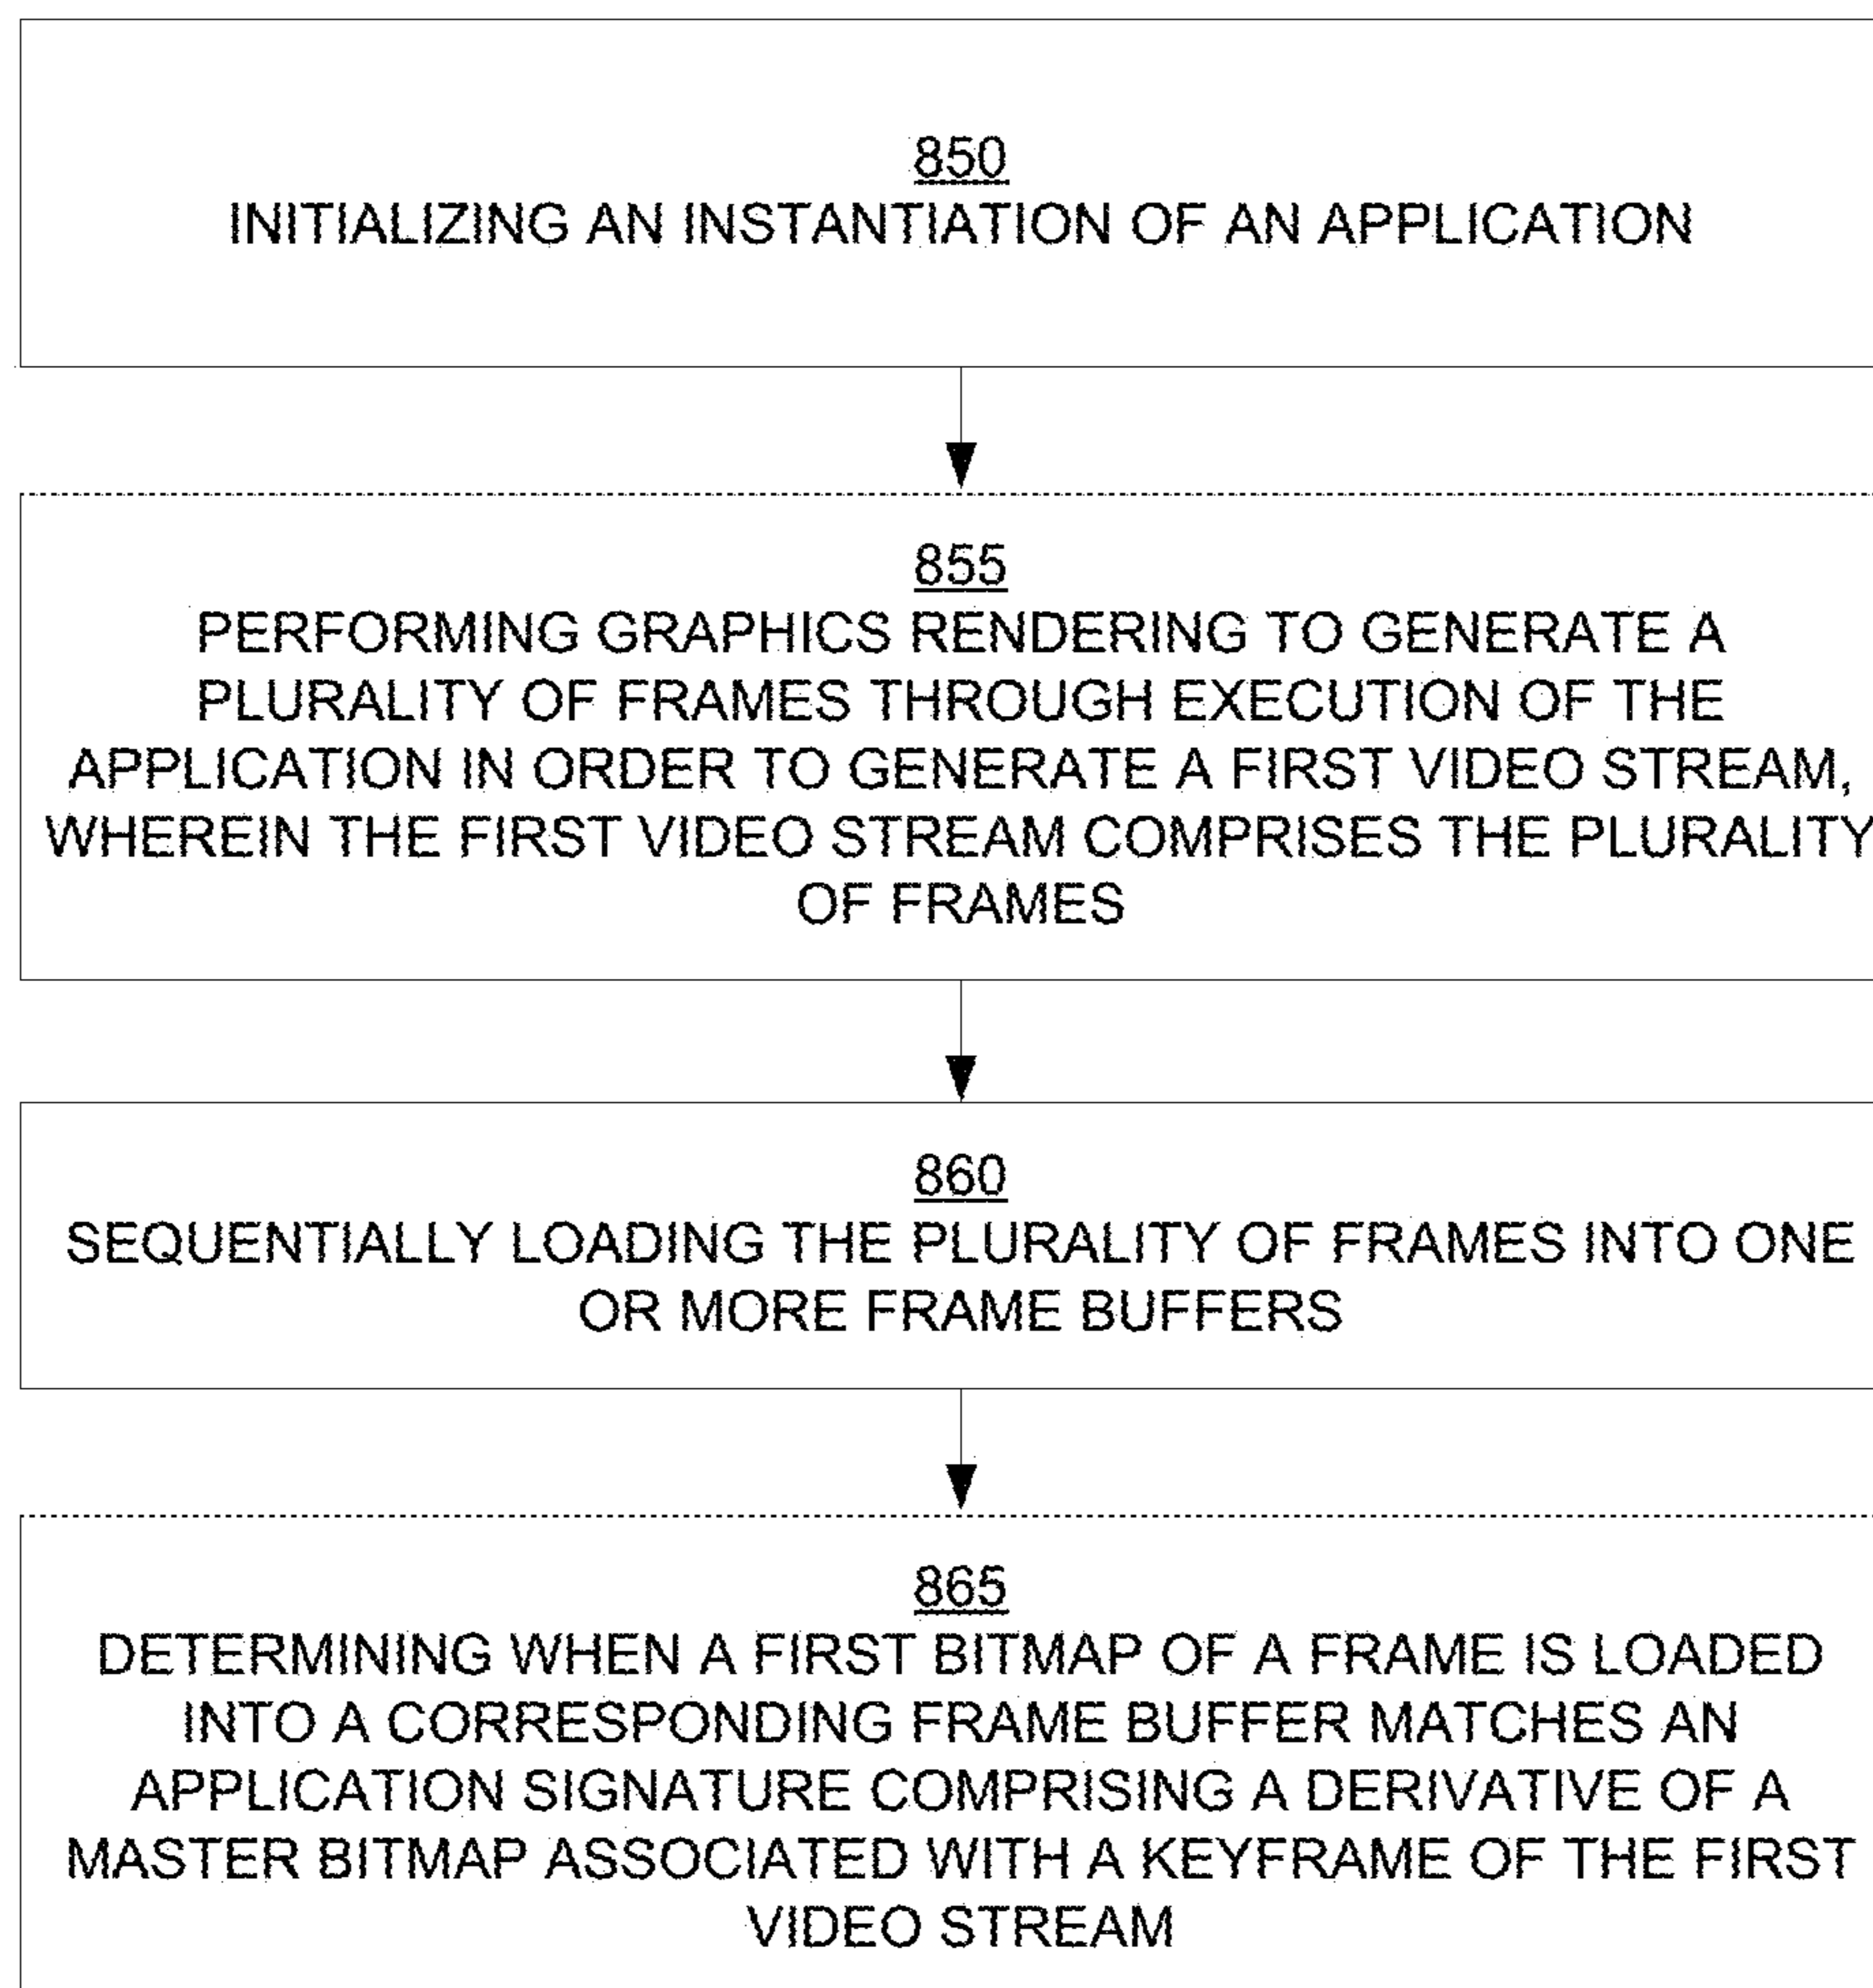 850
INITIALIZING AN INSTANTIATION OF AN APPLICATION
855
PERFORMING GRAPHICS RENDERING TO GENERATE A
PLURALITY OF FRAMES THROUGH EXECUTION OF THE
APPLICATION IN ORDER TO GENERATE A FIRST VIDEO STREAM,
WHEREIN THE FIRST VIDEO STREAM COMPRISES THE PLURALITY
OF FRAMES
860
SEQUENTIALLY LOADING THE PLURALITY OF FRAMES INTO ONE
OR MORE FRAME BUFFERS
865
DETERMINING WHEN A FIRST BITMAP OF A FRAME IS LOADED
INTO A CORRESPONDING FRAME BUFFER MATCHES AN
APPLICATION SIGNATURE COMPRISING A DERIVATIVE OF A
MASTER BITMAP ASSOCIATED WITH A KEYFRAME OF THE FIRST
VIDEO STREAM